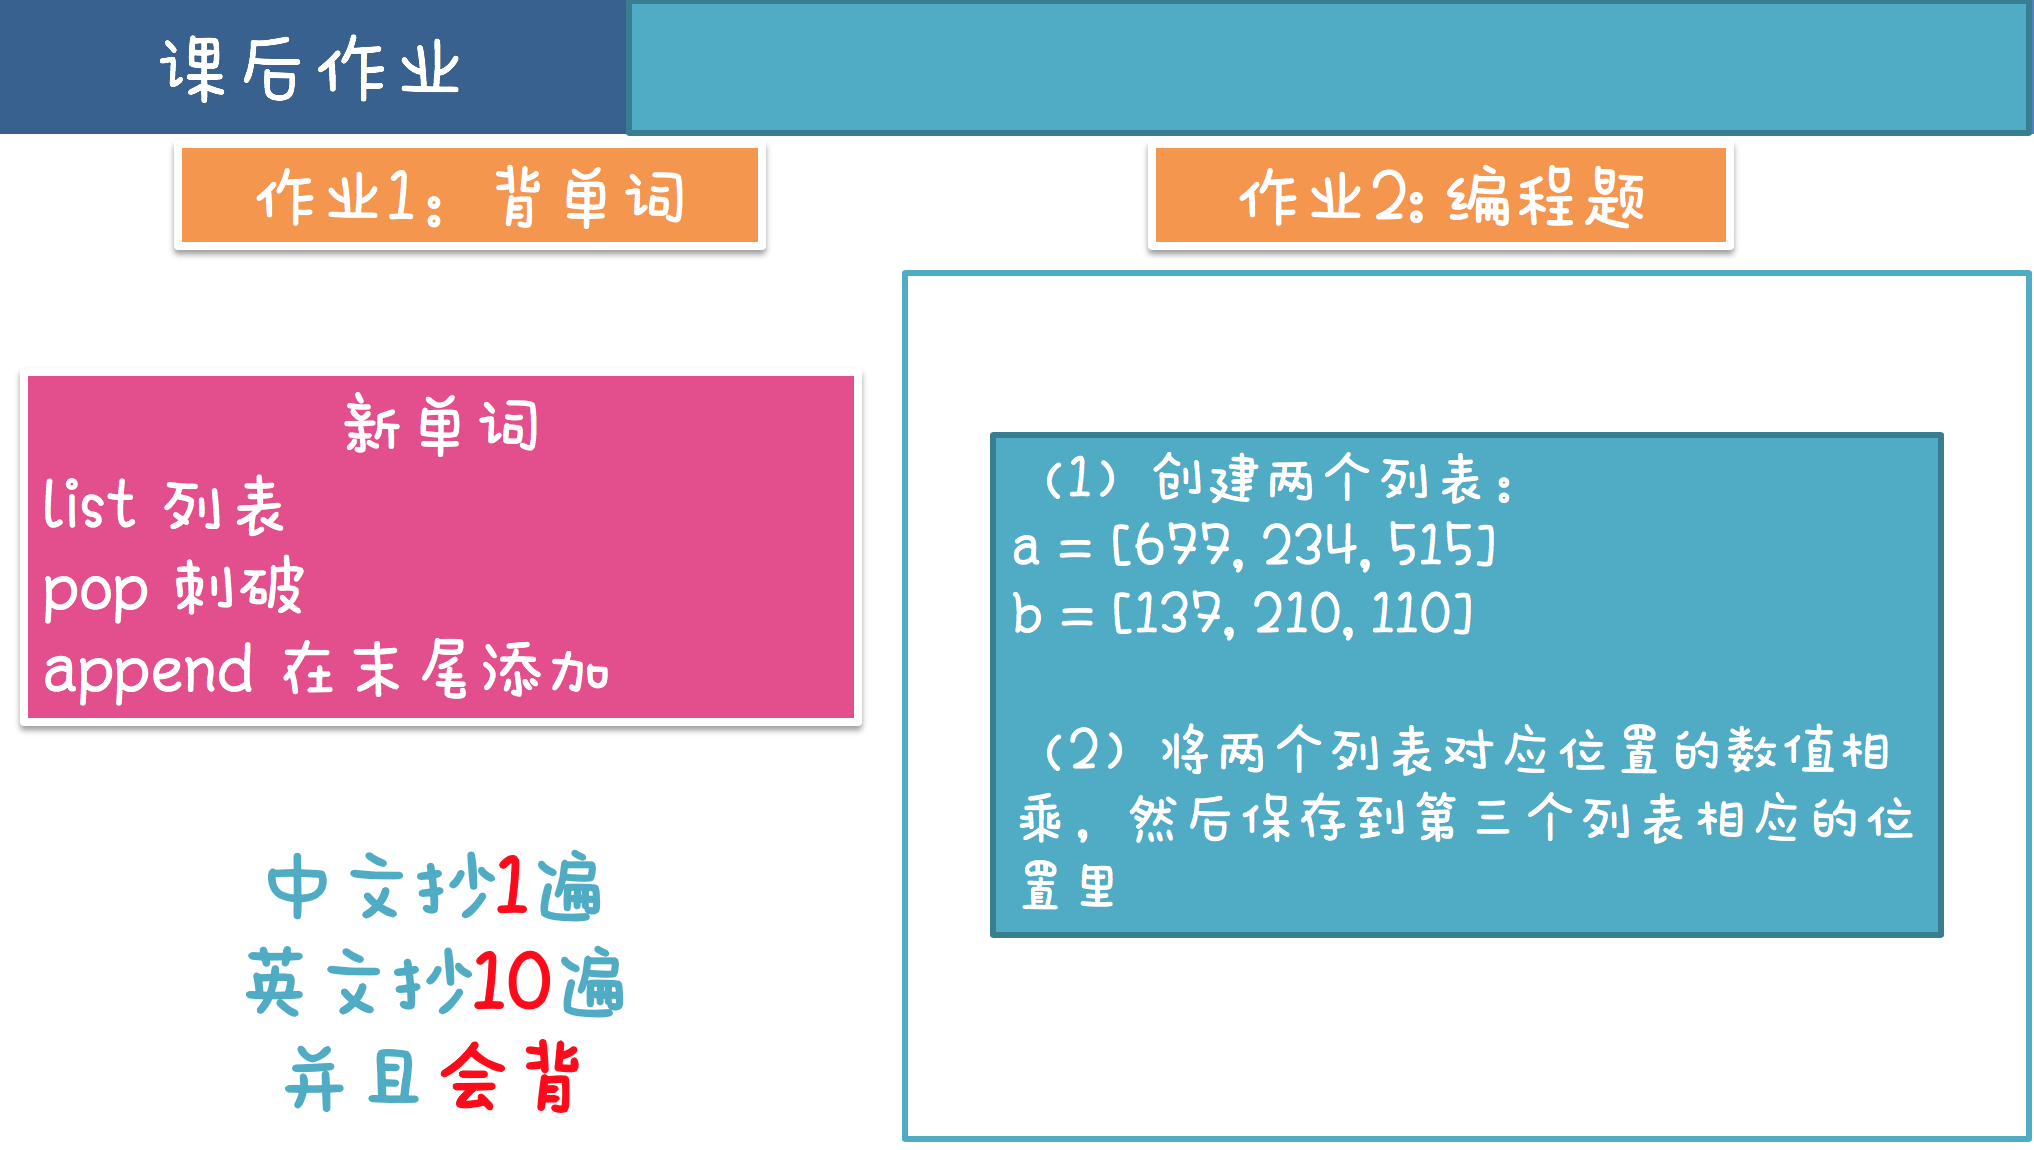 课后作业
作业1：背单词
作业2:编程题
新单词
list 列表
pop 刺破
append 在末尾添加
中文抄1遍
英文抄10遍
并且会背
（1）创建两个列表：
a = [677, 234, 515]
b = [137, 210, 110]
（2）将两个列表对应位置的数值相
乘，然后保存到第三个列表相应的位
置里